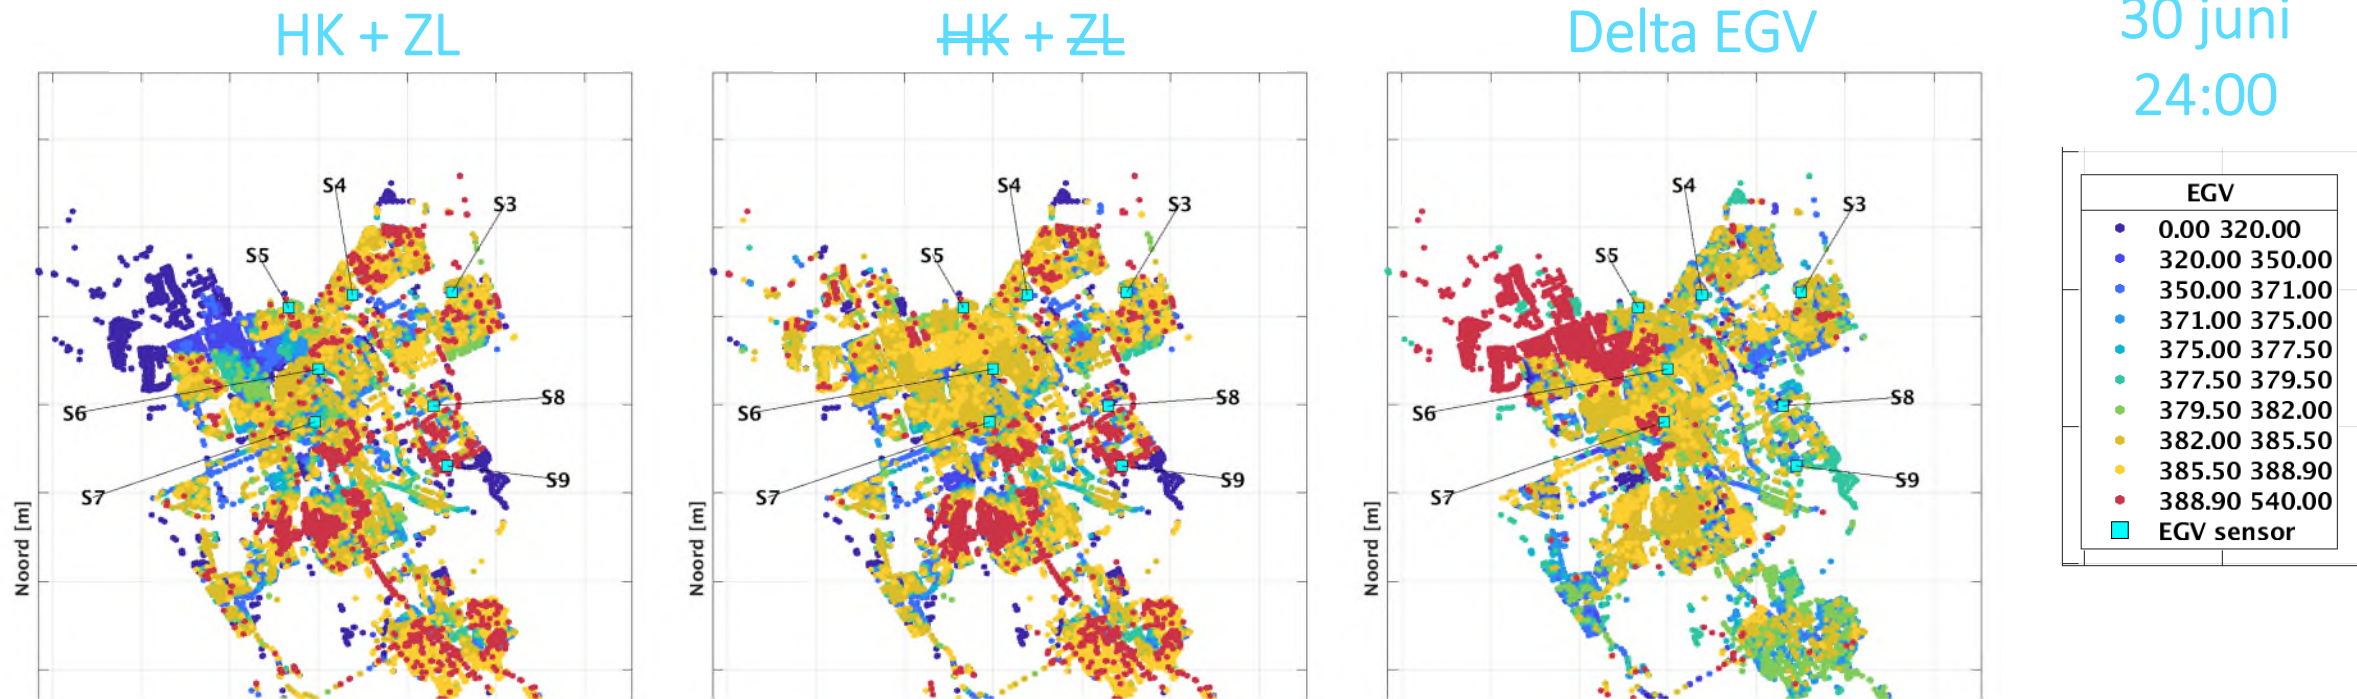 HK + ZL
HK + ZL
Delta EGV
30 juni
24:00
S4
S3
S5
S6
S8
S7
S9
Noord [m]
S4
S3
S5
S6
S8
S7
S9
Noord [m]
S4
S3
S5
S6
S8
S7
S9
Noord [m]
EGV
0.00 320.00
320.00 350.00
350.00 371.00
371.00 375.00
375.00 377.50
377.50 379.50
379.50 382.00
382.00 385.50
385.50 388.90
388.90 540.00
EGV sensor